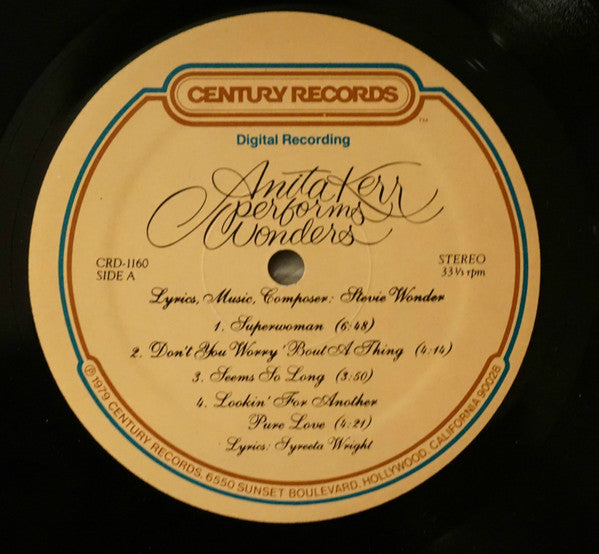 CENTURY RECORDS
™
Digital Recording
Anita Kerr
performs
Wonders
CRD-1160
SIDE A
STEREO
33⅓ rpm
Lyrics, Music, Composer: Stevie Wonder
1. Superwoman (6:48)
2. Don't You Worry 'Bout A Thing (4:14)
3. Seems So Long (3:50)
4. Lookin' For Another
Pure Love (4:21)
Lyrics: Syreeta Wright
℗ 1979 CENTURY RECORDS, 6550 SUNSET BOULEVARD, HOLLYWOOD, CALIFORNIA 90028